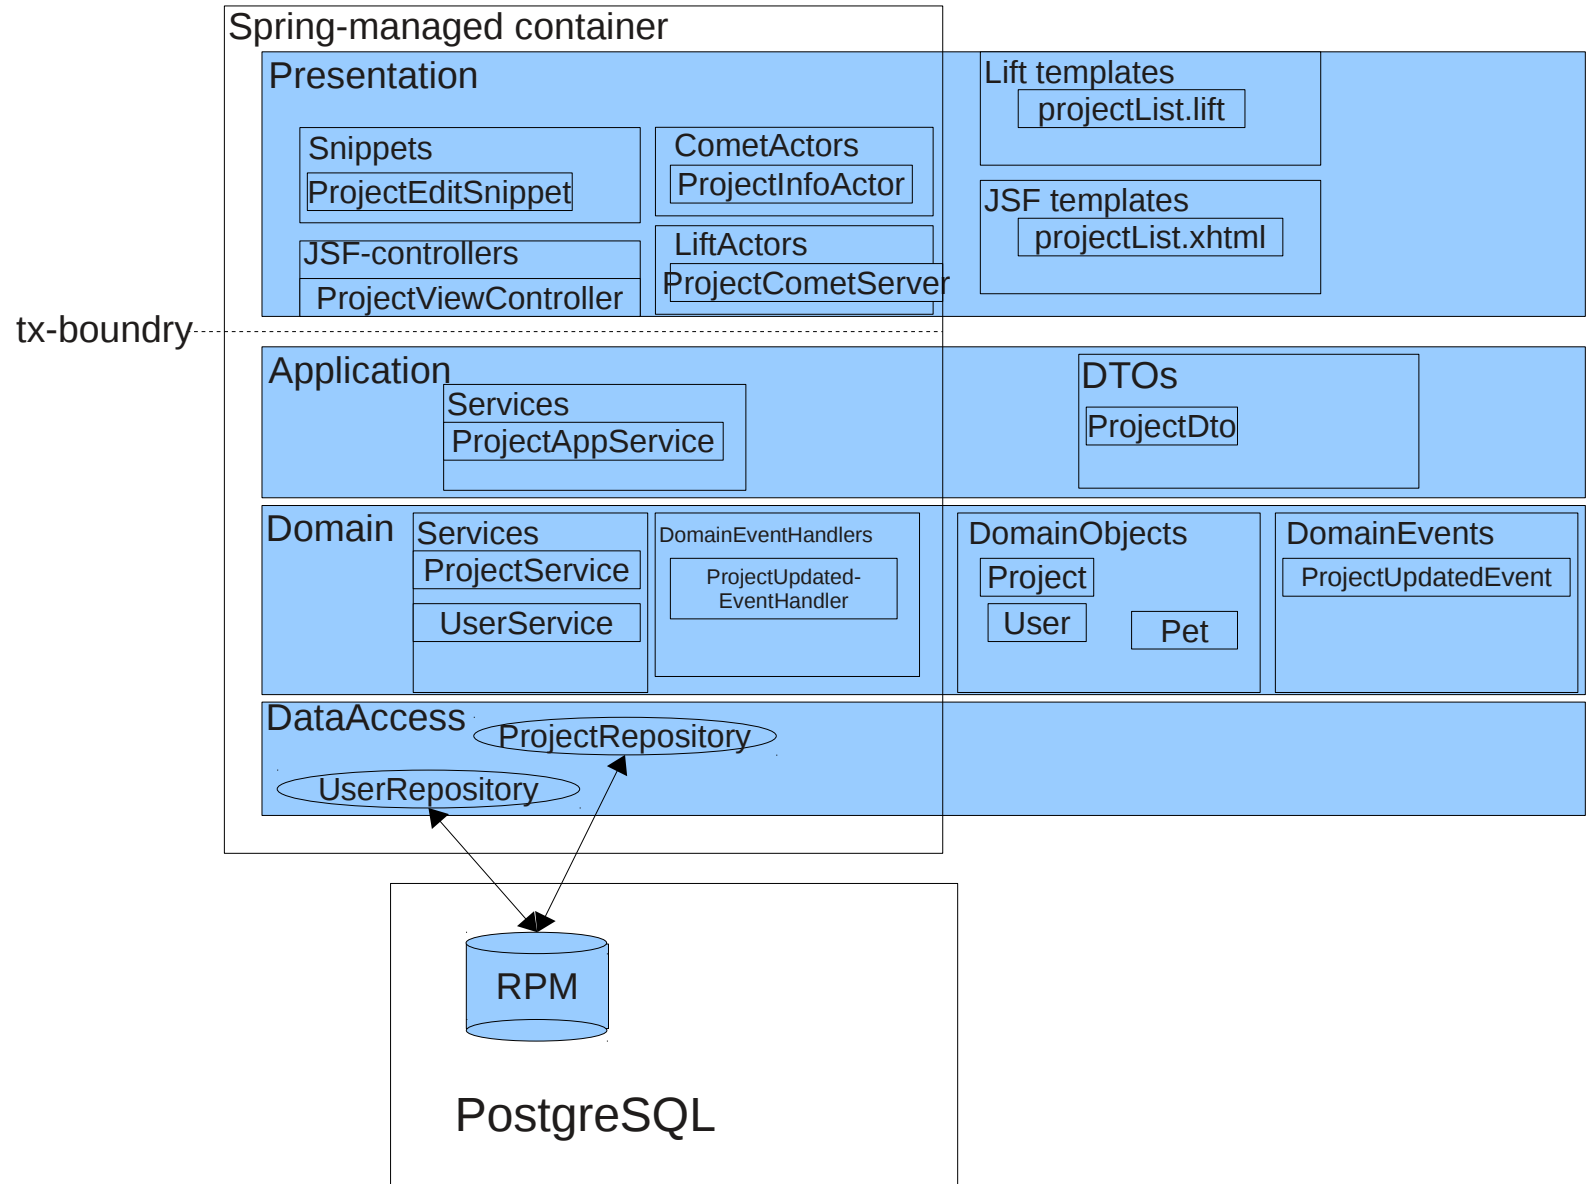 Spring-managed container
Presentation
Lift templates
projectList.lift
Snippets
ProjectEditSnippet
CometActors
ProjectInfoActor
JSF templates
projectList.xhtml
JSF-controllers
ProjectViewController
LiftActors
ProjectCometServer
tx-boundry
Application
Services
ProjectAppService
DTOs
ProjectDto
Domain
Services
ProjectService
UserService
DomainEventHandlers
ProjectUpdated-
EventHandler
DomainObjects
Project
User
Pet
DomainEvents
ProjectUpdatedEvent
DataAccess
ProjectRepository
UserRepository
RPM
PostgreSQL